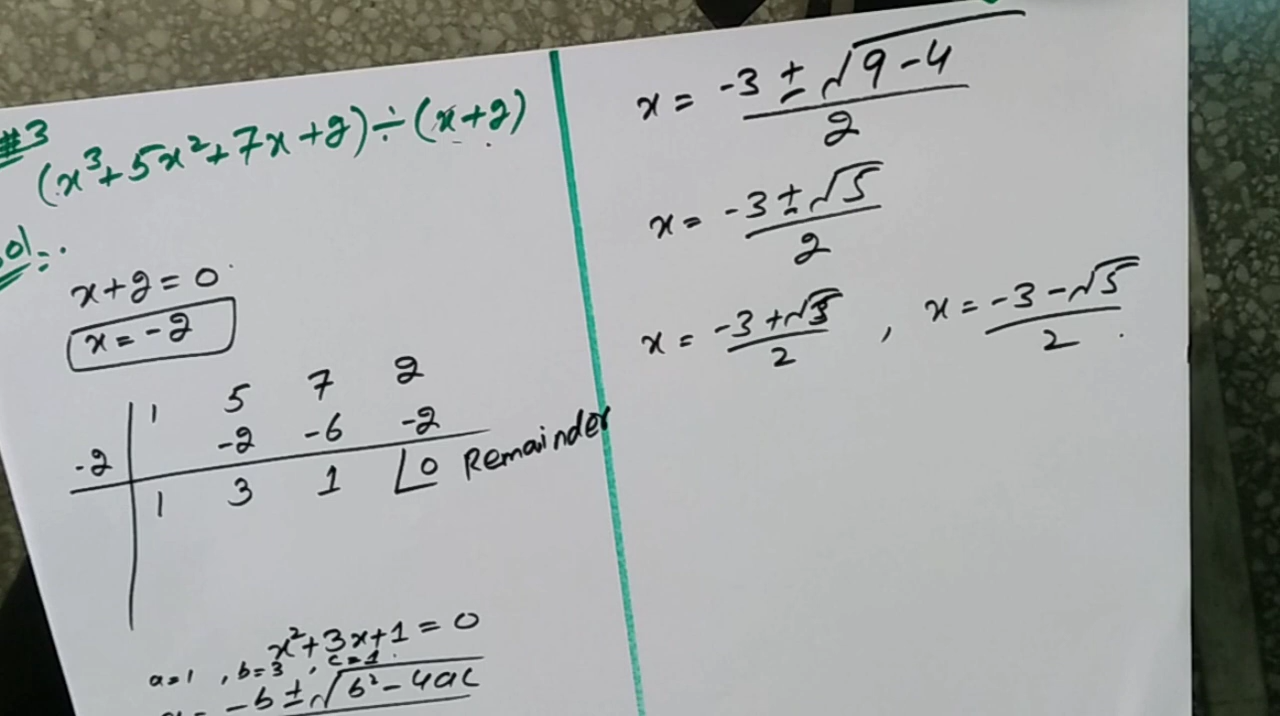 #3
(x³+5x²+7x+2)÷(x+2)
Sol:-
x+2=0
x=-2
1 5 7 2
-2 -6 -2
-2
1 3 1 0 Remainder
x²+3x+1=0
a=1, b=3, c=1
-b±√b²-4ac
x = -3±√9-4
2
x = -3±√5
2
x = -3+√5 , x = -3-√5
2 2